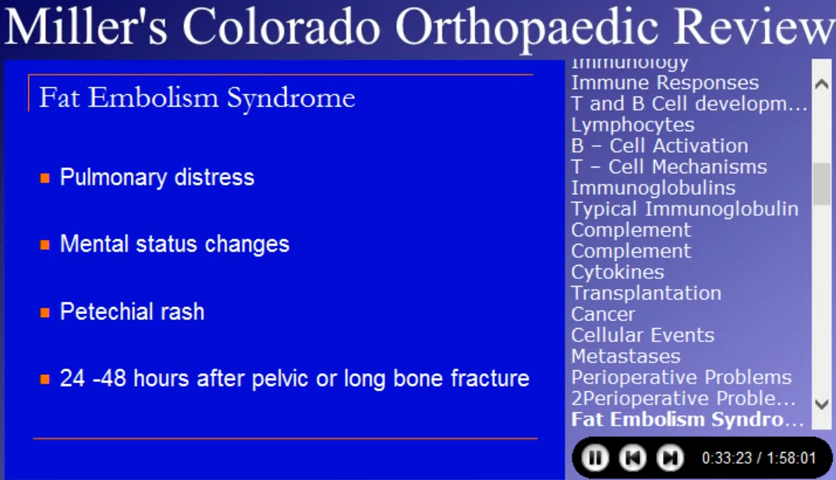 Miller's Colorado Orthopaedic Review
Fat Embolism Syndrome
Pulmonary distress
Mental status changes
Petechial rash
24 -48 hours after pelvic or long bone fracture
Immunology
Immune Responses
T and B Cell developm...
Lymphocytes
B – Cell Activation
T – Cell Mechanisms
Immunoglobulins
Typical Immunoglobulin
Complement
Complement
Cytokines
Transplantation
Cancer
Cellular Events
Metastases
Perioperative Problems
2Perioperative Proble...
Fat Embolism Syndro...
0:33:23 / 1:58:01